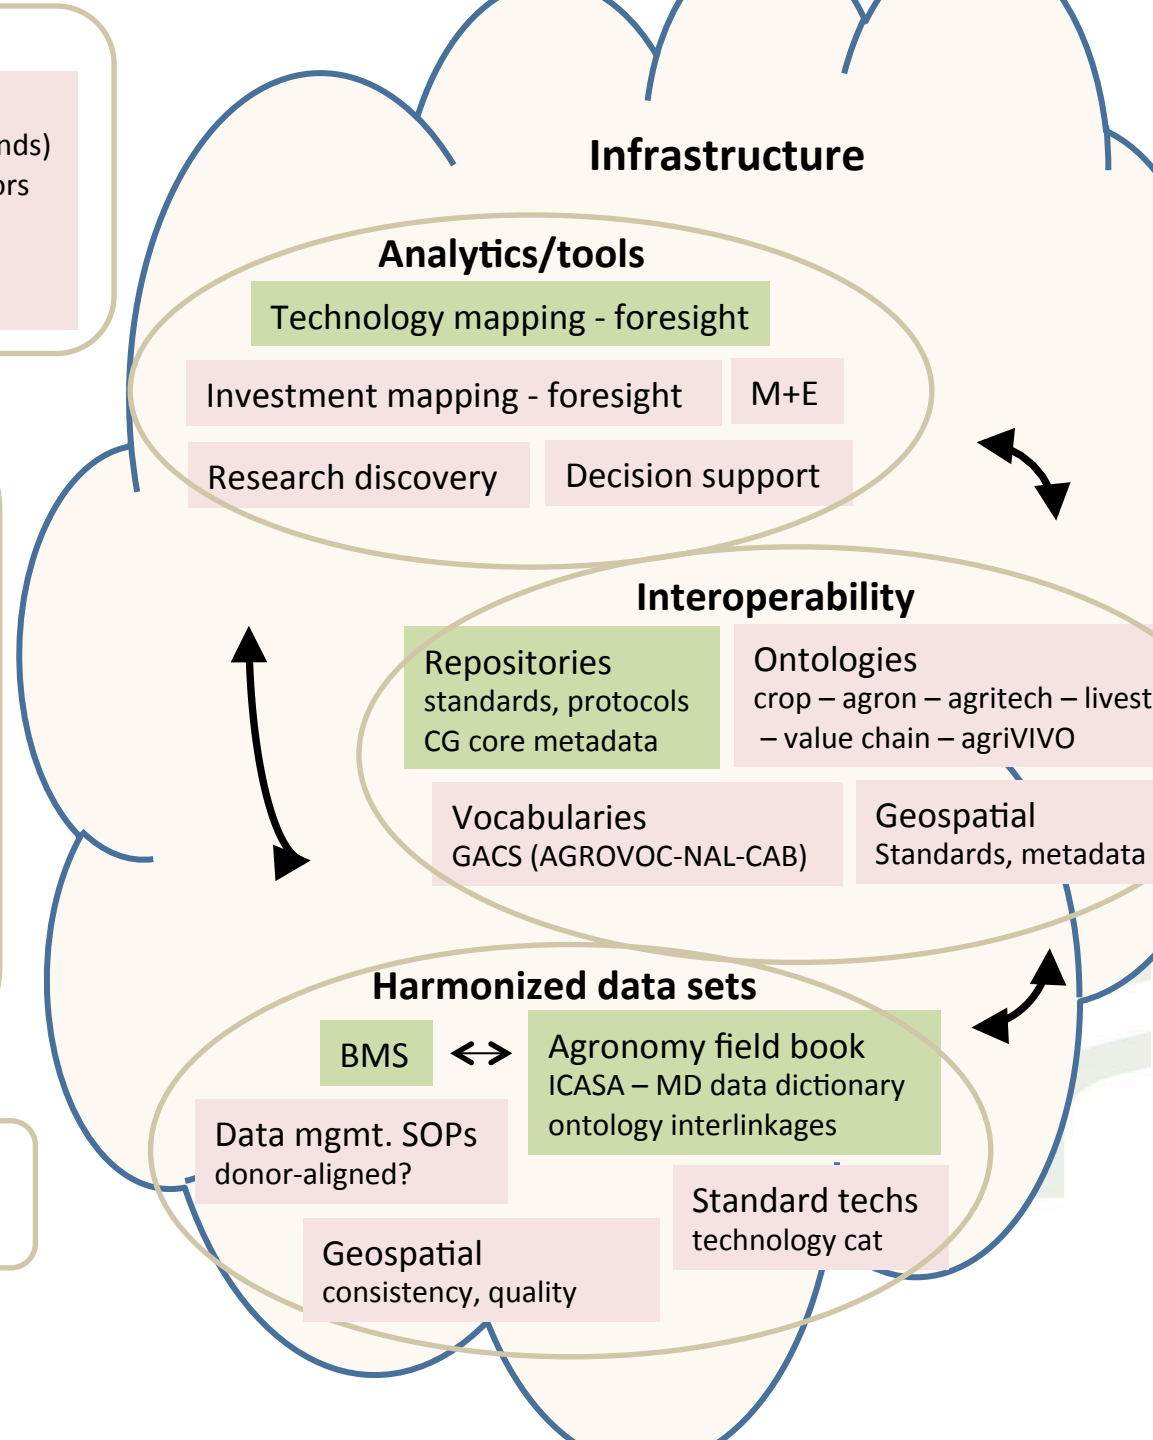 Infrastructure
Analytics/tools
Technology mapping - foresight
Investment mapping - foresight
M+E
Research discovery
Decision support
Interoperability
Repositories
standards, protocols
CG core metadata
Ontologies
crop – agron – agritech – livest
– value chain – agriVIVO
Vocabularies
GACS (AGROVOC-NAL-CAB)
Geospatial
Standards, metadata
Harmonized data sets
BMS
Agronomy field book
ICASA – MD data dictionary
ontology interlinkages
Data mgmt. SOPs
donor-aligned?
Standard techs
technology cat
Geospatial
consistency, quality